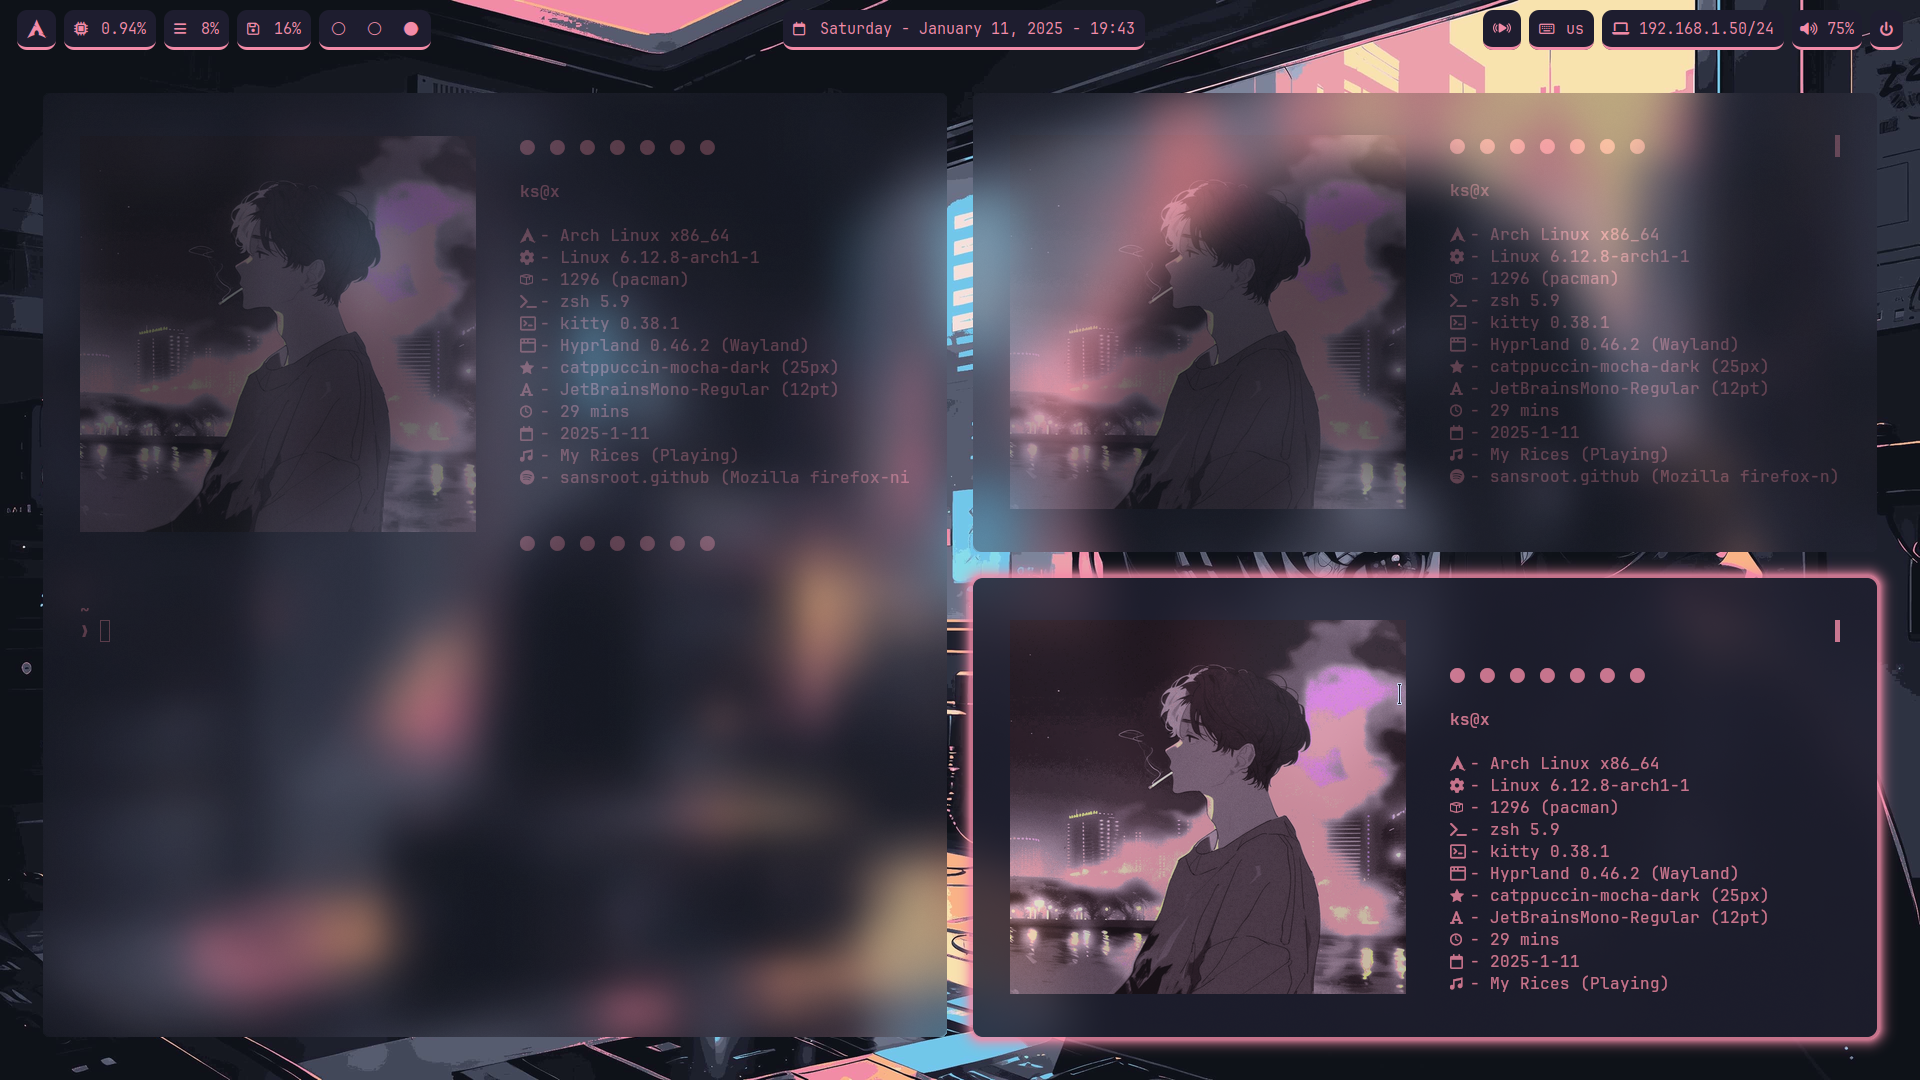 0.94%
8%
16%
Saturday - January 11, 2025 - 19:43
us
192.168.1.50/24
75%
ks@x
- Arch Linux x86_64
- Linux 6.12.8-arch1-1
- 1296 (pacman)
- zsh 5.9
- kitty 0.38.1
- Hyprland 0.46.2 (Wayland)
- catppuccin-mocha-dark (25px)
- JetBrainsMono-Regular (12pt)
- 29 mins
- 2025-1-11
- My Rices (Playing)
- sansroot.github (Mozilla firefox-ni
~
❱
ks@x
- Arch Linux x86_64
- Linux 6.12.8-arch1-1
- 1296 (pacman)
- zsh 5.9
- kitty 0.38.1
- Hyprland 0.46.2 (Wayland)
- catppuccin-mocha-dark (25px)
- JetBrainsMono-Regular (12pt)
- 29 mins
- 2025-1-11
- My Rices (Playing)
- sansroot.github (Mozilla firefox-n)
ks@x
- Arch Linux x86_64
- Linux 6.12.8-arch1-1
- 1296 (pacman)
- zsh 5.9
- kitty 0.38.1
- Hyprland 0.46.2 (Wayland)
- catppuccin-mocha-dark (25px)
- JetBrainsMono-Regular (12pt)
- 29 mins
- 2025-1-11
- My Rices (Playing)